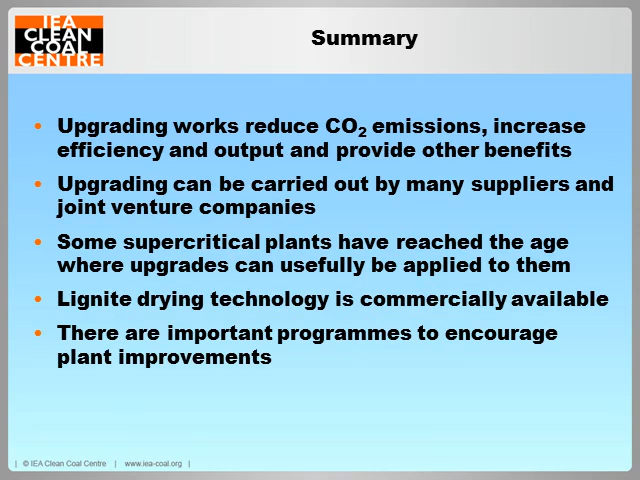 IEA
CLEAN
COAL
CENTRE
Summary
• Upgrading works reduce CO₂ emissions, increase
efficiency and output and provide other benefits
• Upgrading can be carried out by many suppliers and
joint venture companies
• Some supercritical plants have reached the age
where upgrades can usefully be applied to them
• Lignite drying technology is commercially available
• There are important programmes to encourage
plant improvements
| © IEA Clean Coal Centre | www.iea-coal.org |